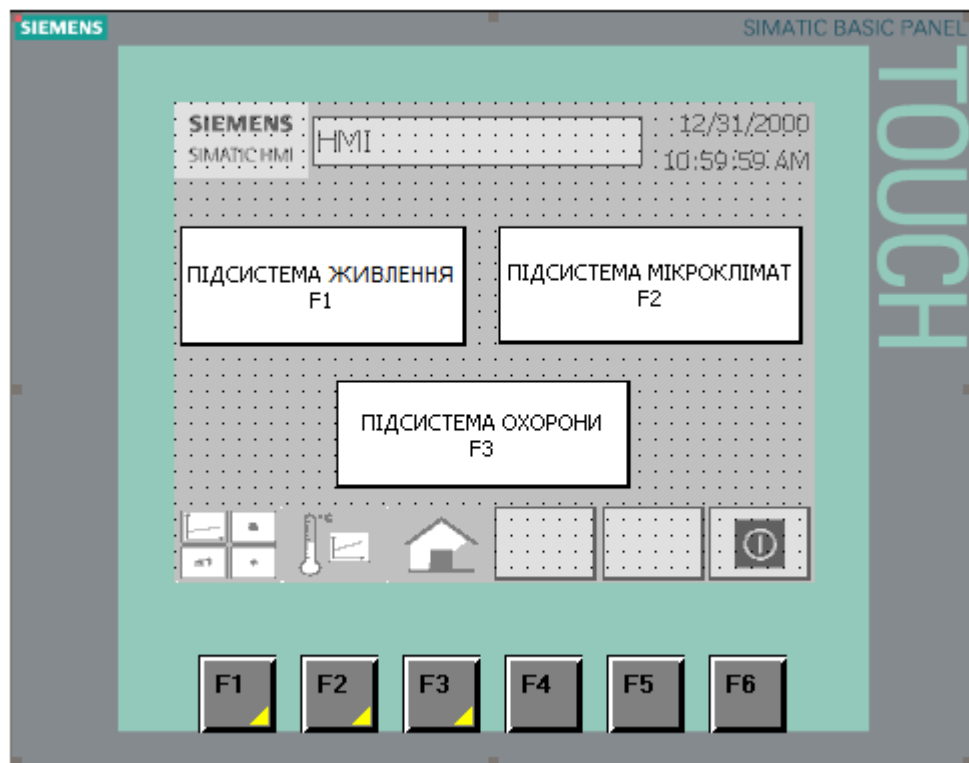 SIEMENS
SIMATIC BASIC PANEL
TOUCH
SIEMENS
SIMATIC HMI
HMI
12/31/2000
10:59:59 AM
ПІДСИСТЕМА ЖИВЛЕННЯ
F1
ПІДСИСТЕМА МІКРОКЛІМАТ
F2
ПІДСИСТЕМА ОХОРОНИ
F3
°C
F1
F2
F3
F4
F5
F6